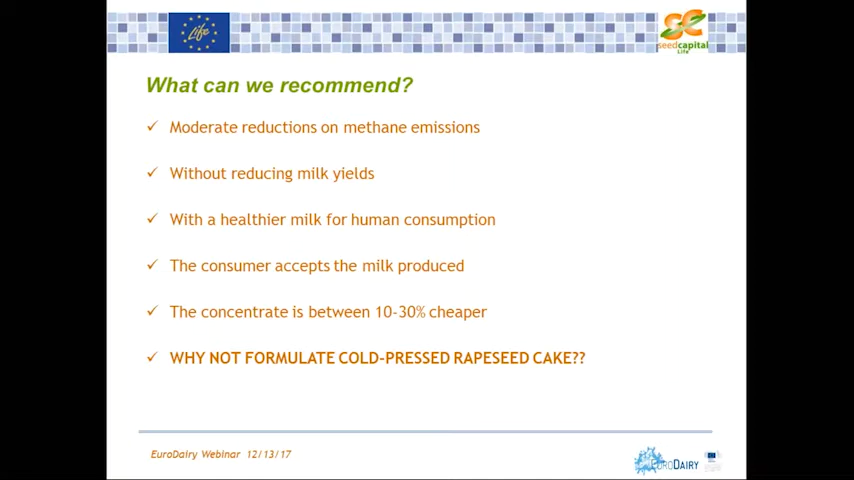 Life
seedcapital
Life
What can we recommend?
✓ Moderate reductions on methane emissions
✓ Without reducing milk yields
✓ With a healthier milk for human consumption
✓ The consumer accepts the milk produced
✓ The concentrate is between 10-30% cheaper
✓ WHY NOT FORMULATE COLD-PRESSED RAPESEED CAKE??
EuroDairy Webinar 12/13/17
EURODAIRY